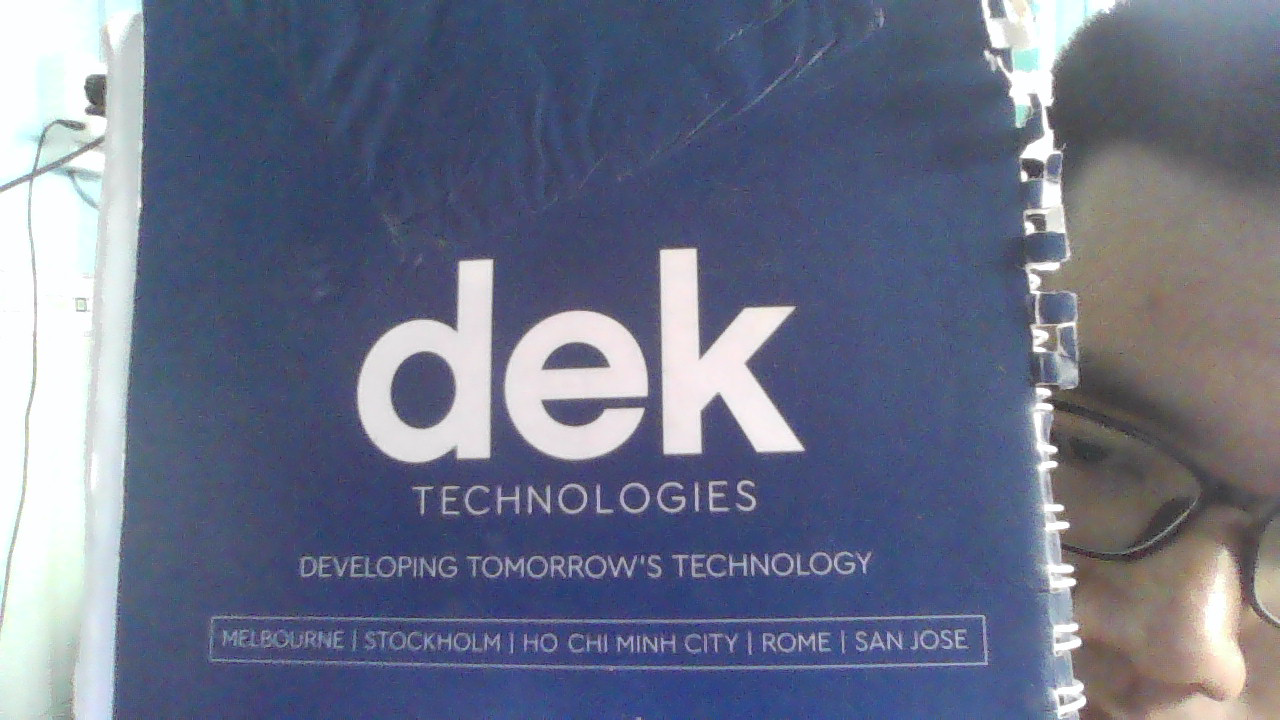 dek
TECHNOLOGIES
DEVELOPING TOMORROW'S TECHNOLOGY
MELBOURNE | STOCKHOLM | HO CHI MINH CITY | ROME | SAN JOSE